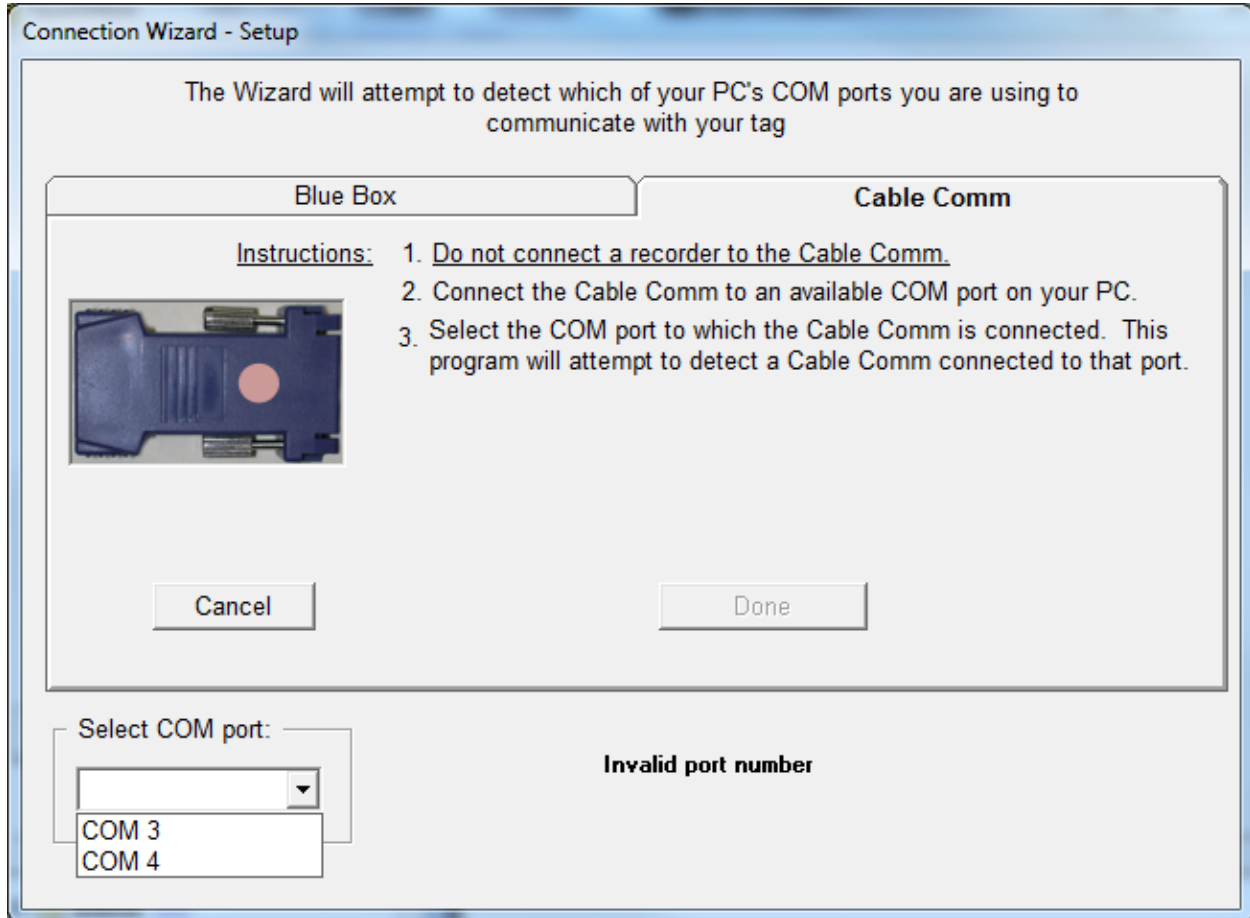 Connection Wizard - Setup
The Wizard will attempt to detect which of your PC's COM ports you are using to
communicate with your tag
Blue Box
Cable Comm
Instructions:
1. Do not connect a recorder to the Cable Comm.
2. Connect the Cable Comm to an available COM port on your PC.
3. Select the COM port to which the Cable Comm is connected.  This
program will attempt to detect a Cable Comm connected to that port.
Cancel
Done
Select COM port:
Invalid port number
COM 3
COM 4